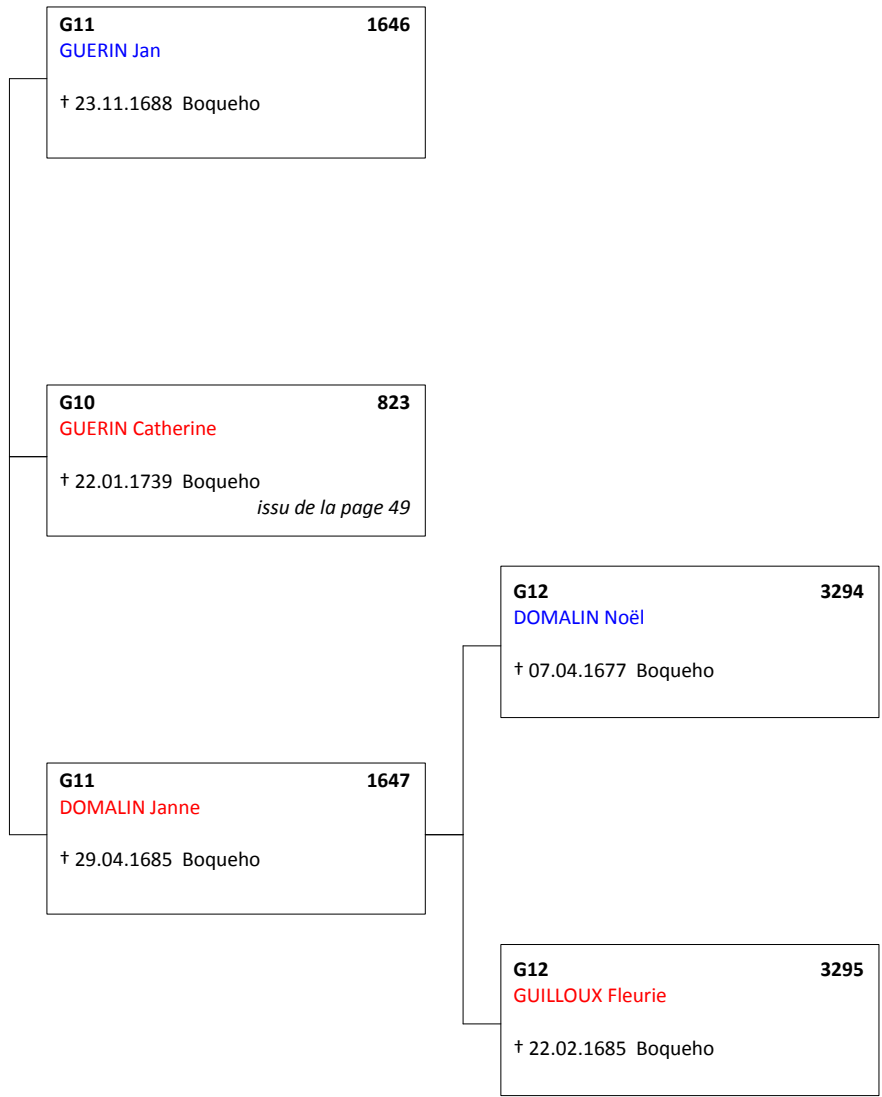 G11 1646
GUERIN Jan
† 23.11.1688 Boqueho
G10 823
GUERIN Catherine
† 22.01.1739 Boqueho
issu de la page 49
G12 3294
DOMALIN Noël
† 07.04.1677 Boqueho
G11 1647
DOMALIN Janne
† 29.04.1685 Boqueho
G12 3295
GUILLOUX Fleurie
† 22.02.1685 Boqueho